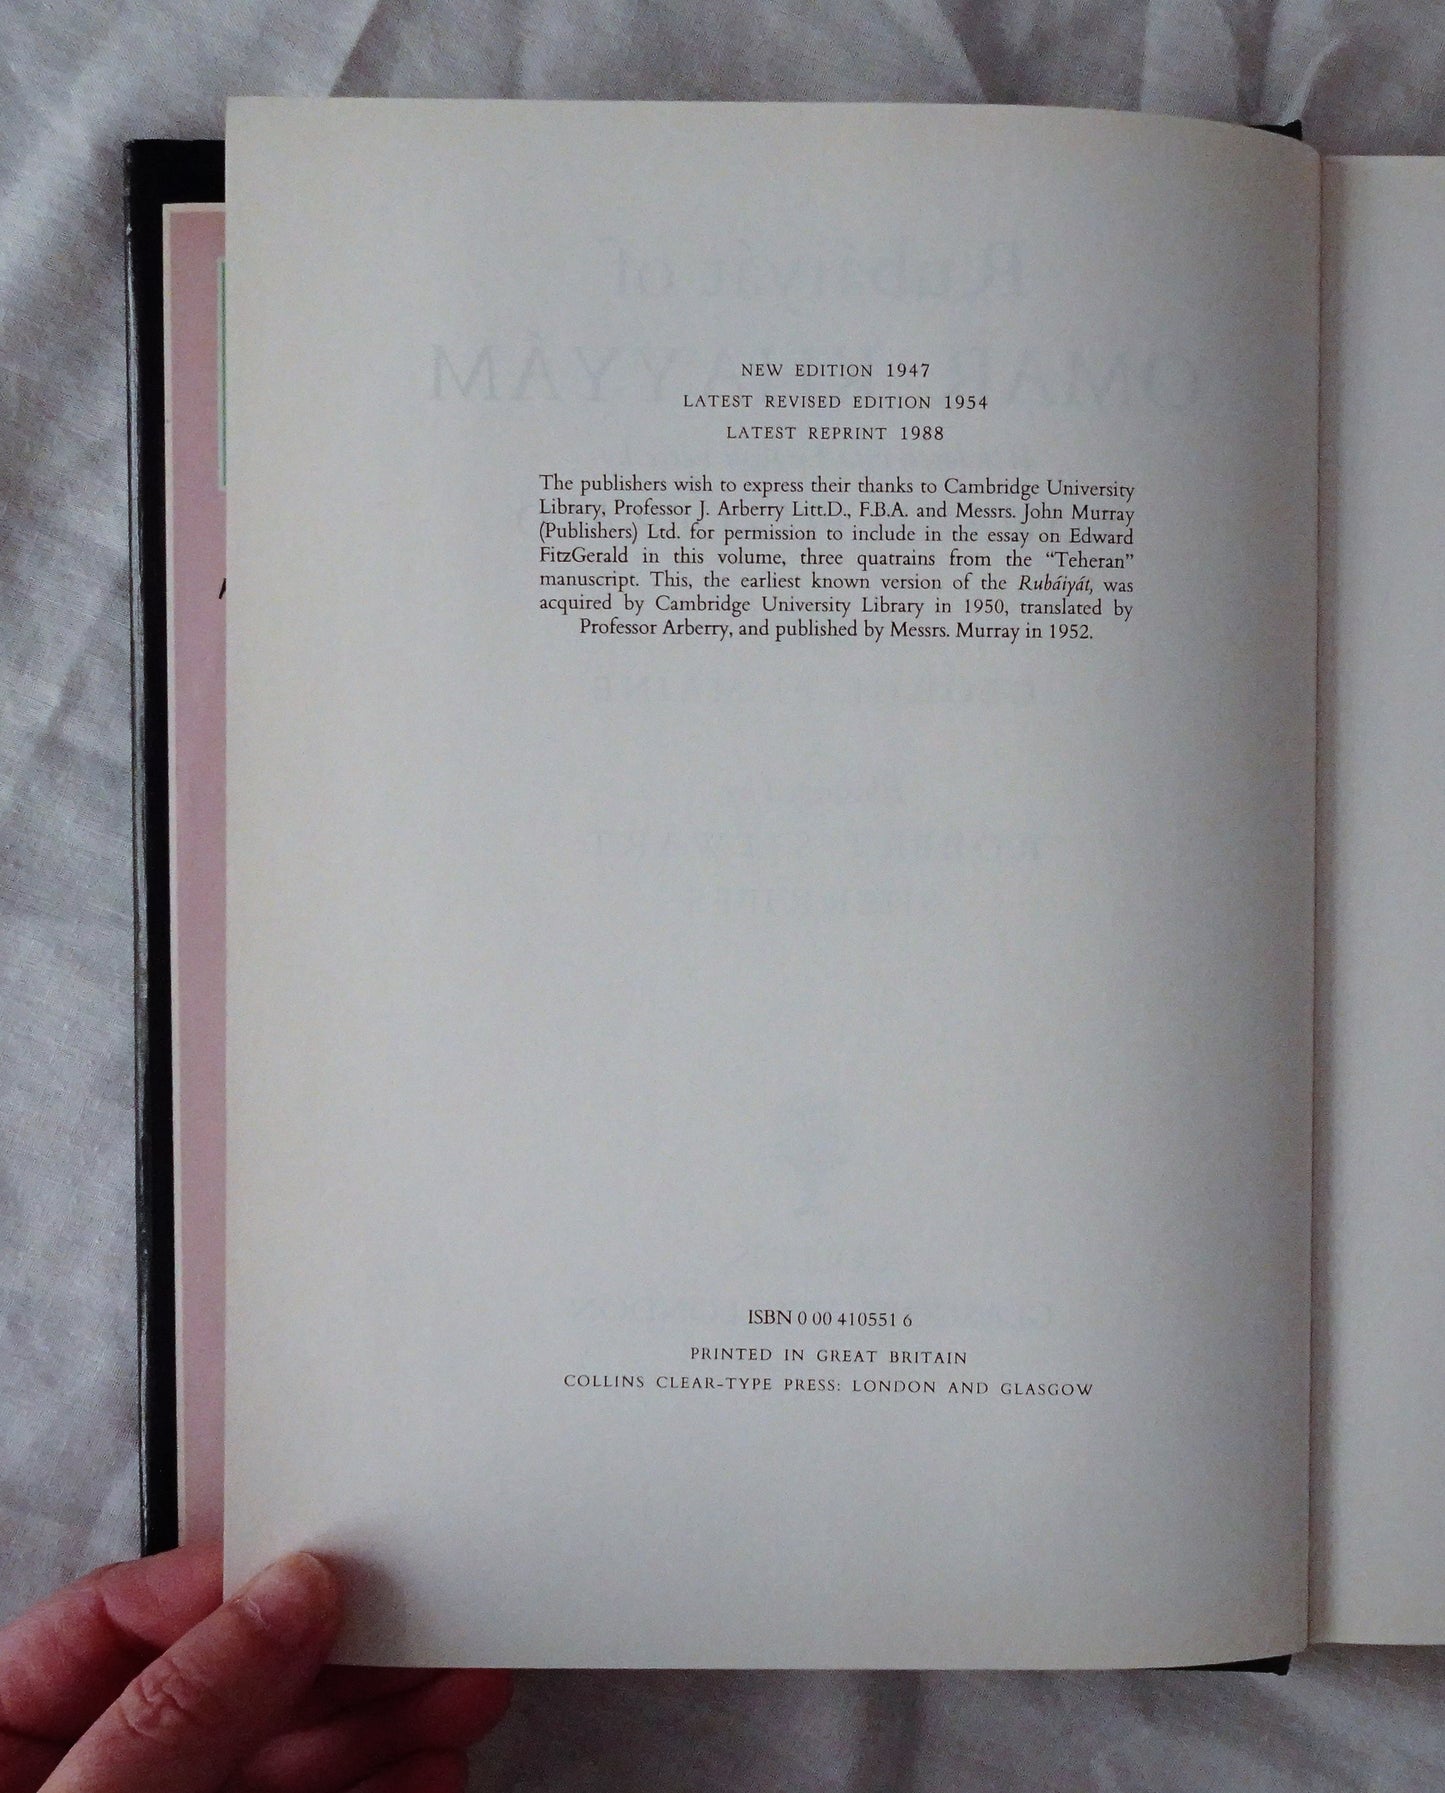 NEW EDITION 1947
LATEST REVISED EDITION 1954
LATEST REPRINT 1988
The publishers wish to express their thanks to Cambridge University
Library, Professor J. Arberry Litt.D., F.B.A. and Messrs. John Murray
(Publishers) Ltd. for permission to include in the essay on Edward
FitzGerald in this volume, three quatrains from the “Teheran”
manuscript. This, the earliest known version of the Rubáiyát, was
acquired by Cambridge University Library in 1950, translated by
Professor Arberry, and published by Messrs. Murray in 1952.
ISBN 0 00 410551 6
PRINTED IN GREAT BRITAIN
COLLINS CLEAR-TYPE PRESS: LONDON AND GLASGOW